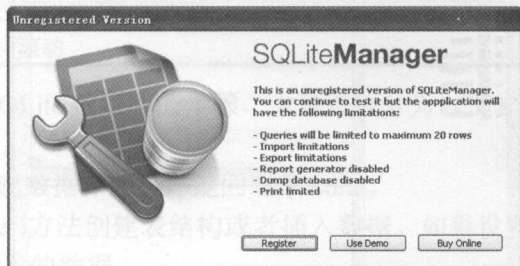 Unregistered Version
SQLiteManager
This is an unregistered version of SQLiteManager.
You can continue to test it but the appplication will
have the following limitations:
- Queries will be limited to maximum 20 rows
- Import limitations
- Export limitations
- Report generator disabled
- Dump database disabled
- Print limited
Register
Use Demo
Buy Online